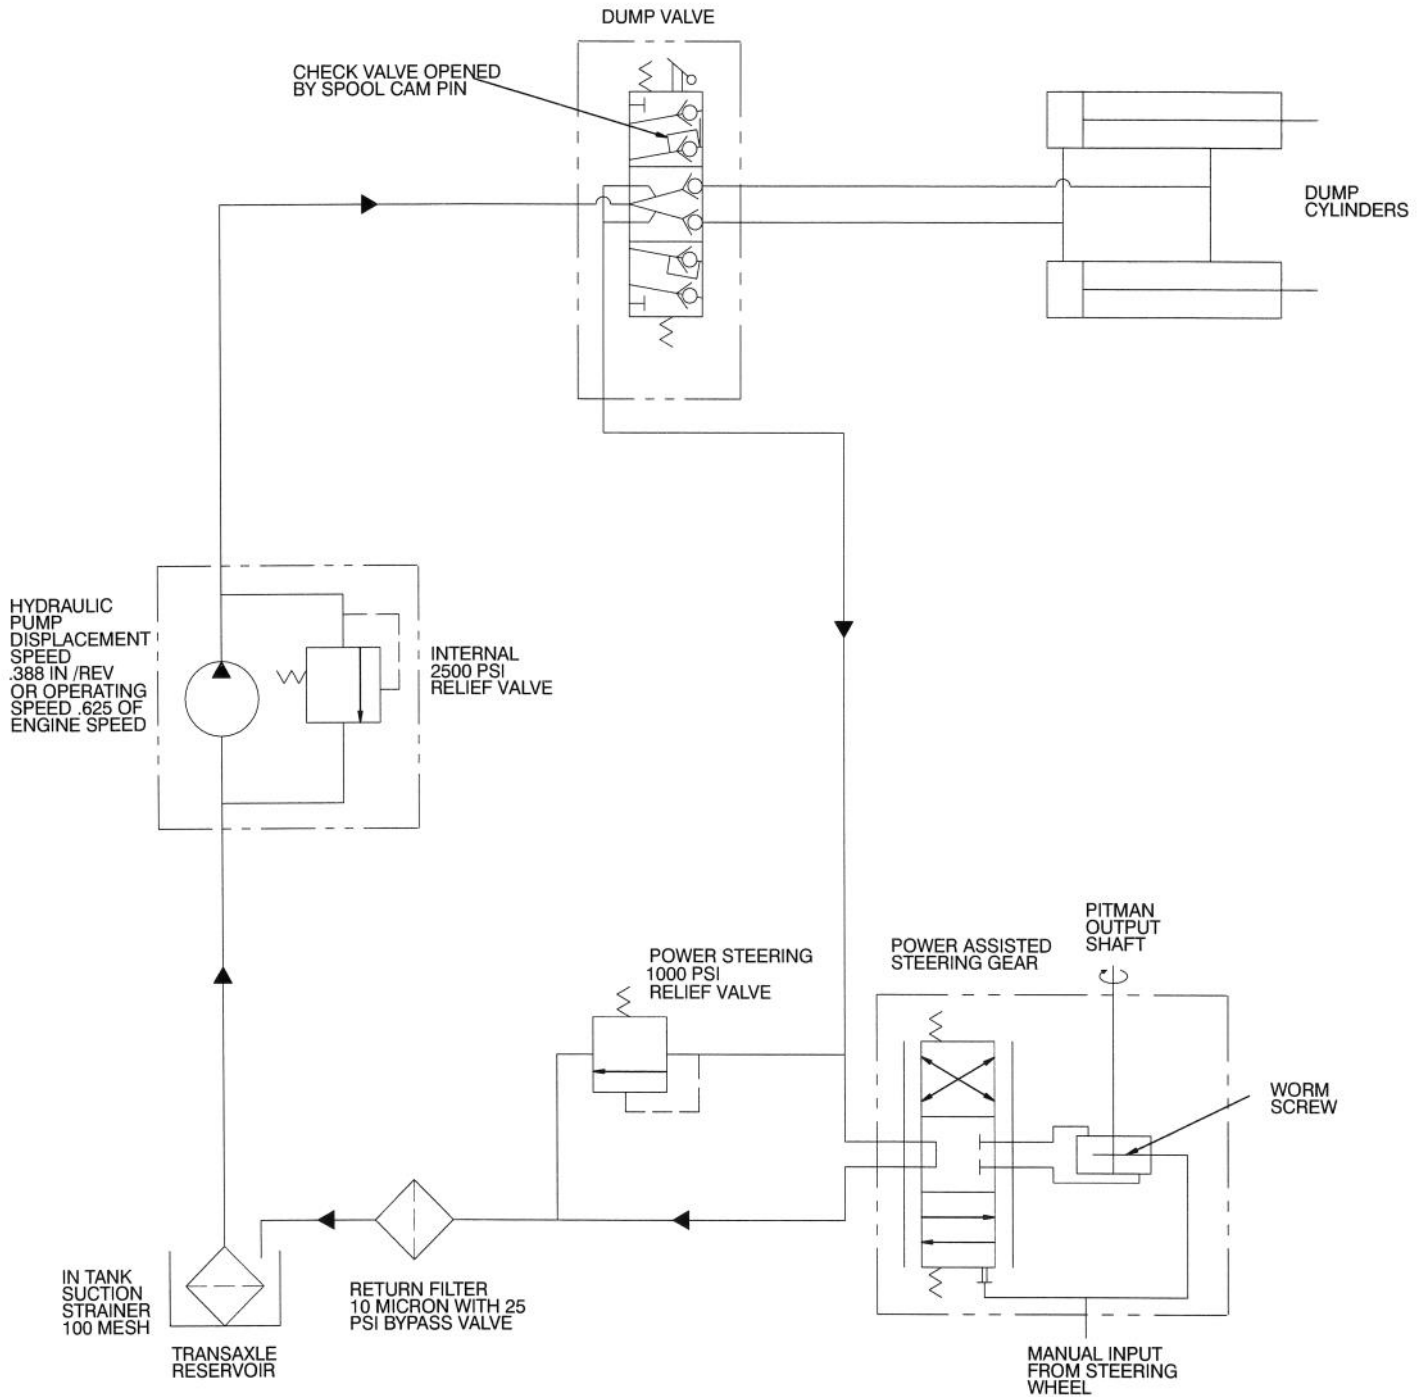 DUMP VALVE
CHECK VALVE OPENED
BY SPOOL CAM PIN
DUMP
CYLINDERS
HYDRAULIC
PUMP
DISPLACEMENT
SPEED
.388 IN /REV
OR OPERATING
SPEED .625 OF
ENGINE SPEED
INTERNAL
2500 PSI
RELIEF VALVE
PITMAN
OUTPUT
SHAFT
POWER ASSISTED
STEERING GEAR
POWER STEERING
1000 PSI
RELIEF VALVE
WORM
SCREW
IN TANK
SUCTION
STRAINER
100 MESH
RETURN FILTER
10 MICRON WITH 25
PSI BYPASS VALVE
TRANSAXLE
RESERVOIR
MANUAL INPUT
FROM STEERING
WHEEL